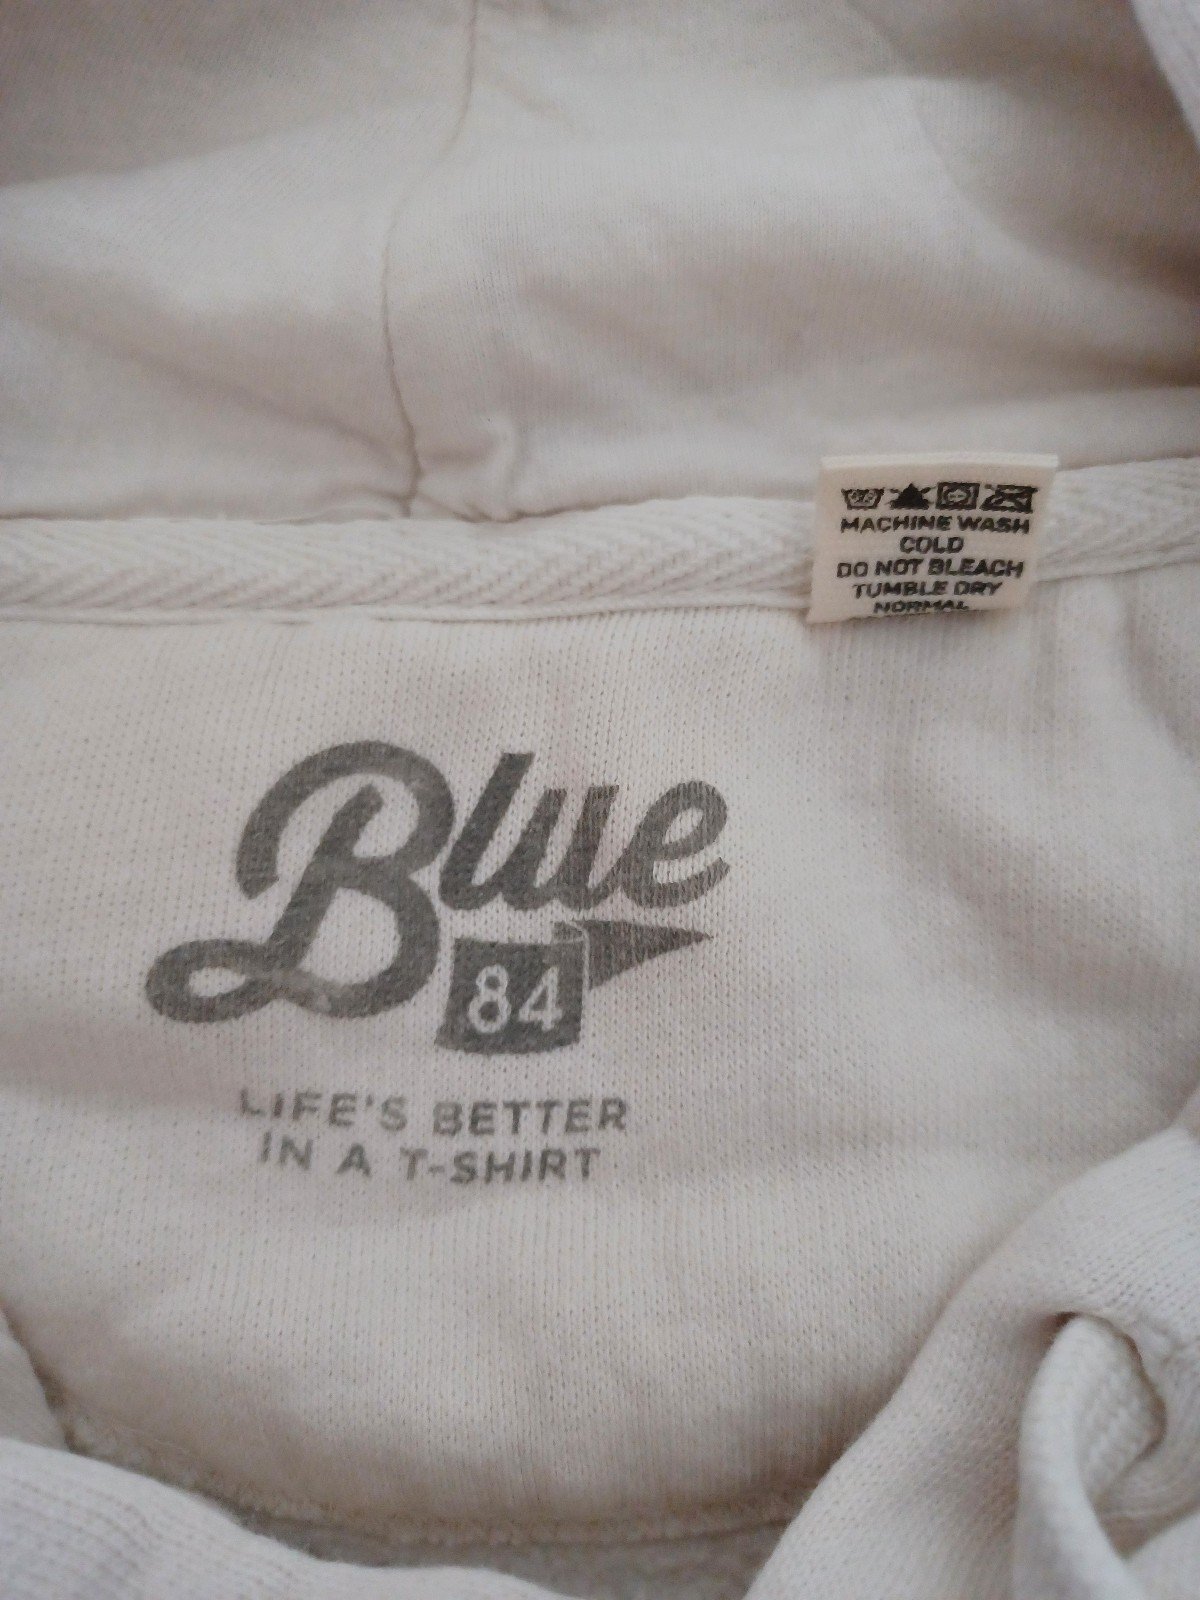 MACHINE WASH
COLD
DO NOT BLEACH
TUMBLE DRY
NORMAL
Blue
84
LIFE'S BETTER
IN A T-SHIRT